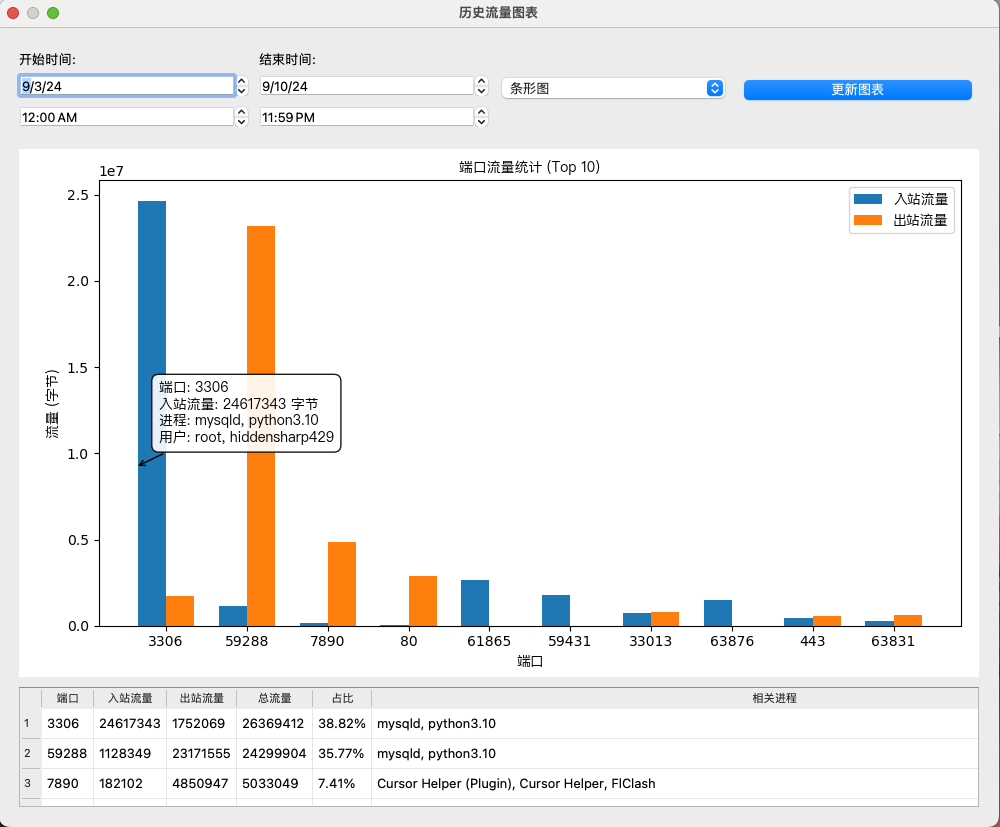 历史流量图表
开始时间:
结束时间:
9/3/24
9/10/24
条形图
更新图表
12:00 AM
11:59 PM
端口流量统计 (Top 10)
1e7
2.5
2.0
1.5
1.0
0.5
0.0
流量 (字节)
入站流量
出站流量
端口: 3306
入站流量: 24617343 字节
进程: mysqld, python3.10
用户: root, hiddensharp429
3306 59288 7890 80 61865 59431 33013 63876 443 63831
端口
端口 入站流量 出站流量 总流量 占比 相关进程
1 3306 24617343 1752069 26369412 38.82% mysqld, python3.10
2 59288 1128349 23171555 24299904 35.77% mysqld, python3.10
3 7890 182102 4850947 5033049 7.41% Cursor Helper (Plugin), Cursor Helper, FlClash